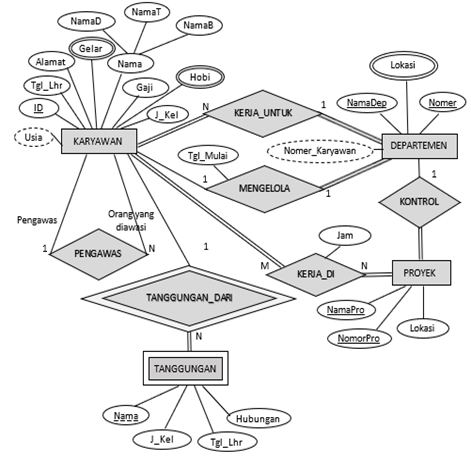 NamaT
NamaD
NamaB
Gelar
Lokasi
Alamat
Nama
Hobi
Tgl_Lhr
Gaji
ID
J_Kel
N
KERJA_UNTUK
1
NamaDep
Nomer
Usia
KARYAWAN
Tgl_Mulai
Nomer_Karyawan
DEPARTEMEN
1
MENGELOLA
1
1
KONTROL
Pengawas
Orang yang
diawasi
1
PENGAWAS
N
1
Jam
M
KERJA_DI
N
PROYEK
TANGGUNGAN_DARI
NamaPro
NomorPro
Lokasi
N
TANGGUNGAN
Nama
Hubungan
J_Kel
Tgl_Lhr